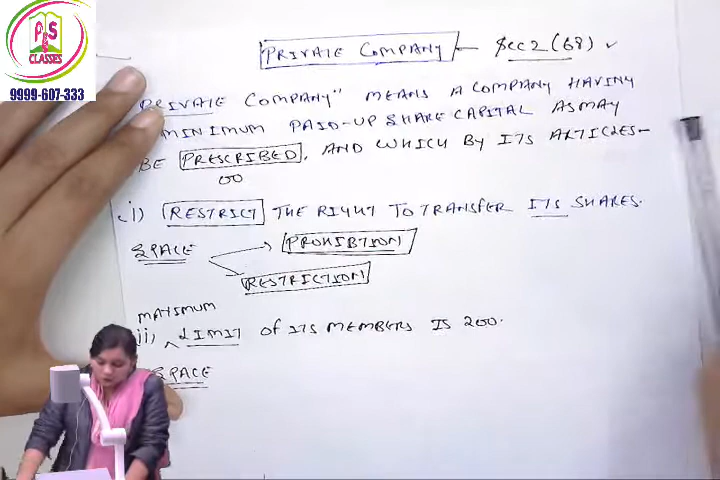 P S
CLASSES
9999-607-333
PRIVATE COMPANY — Sec 2 (68) ✓
PRIVATE COMPANY" MEANS A COMPANY HAVING
MINIMUM PAID-UP SHARE CAPITAL AS MAY
BE PRESCRIBED, AND WHICH BY ITS ARTICLES—
00
i) RESTRICT THE RIGHT TO TRANSFER ITS SHARES.
SPACE
PROHIBTION
RESTRICTION
MAXIMUM
ii) LIMIT OF ITS MEMBERS IS 200.
SPACE